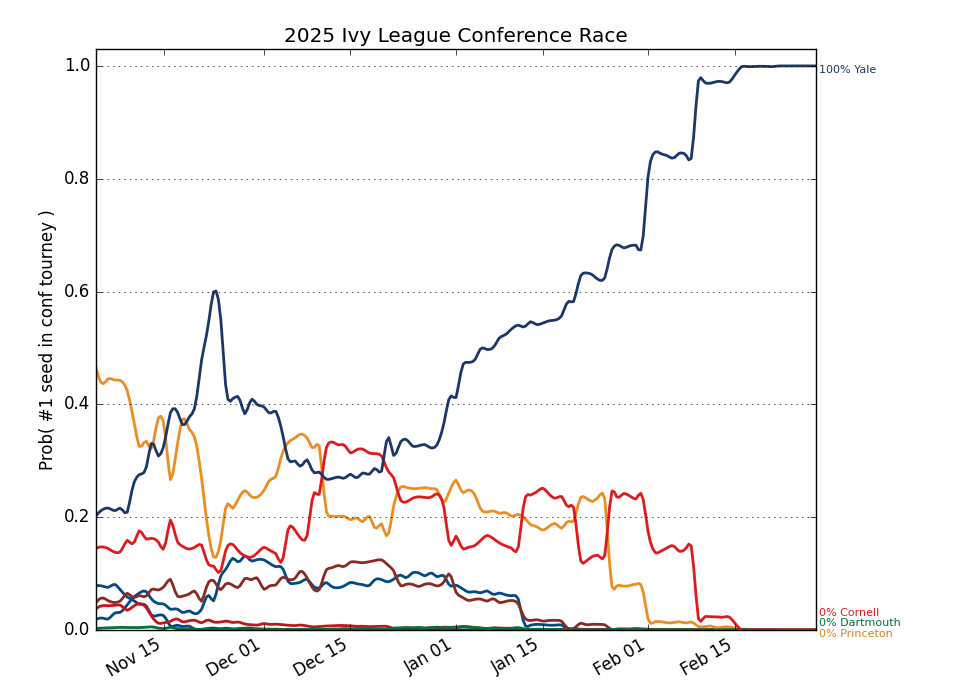 2025 Ivy League Conference Race
Prob( #1 seed in conf tourney )
1.0
0.8
0.6
0.4
0.2
0.0
Nov 15
Dec 01
Dec 15
Jan 01
Jan 15
Feb 01
Feb 15
100% Yale
0% Cornell
0% Dartmouth
0% Princeton